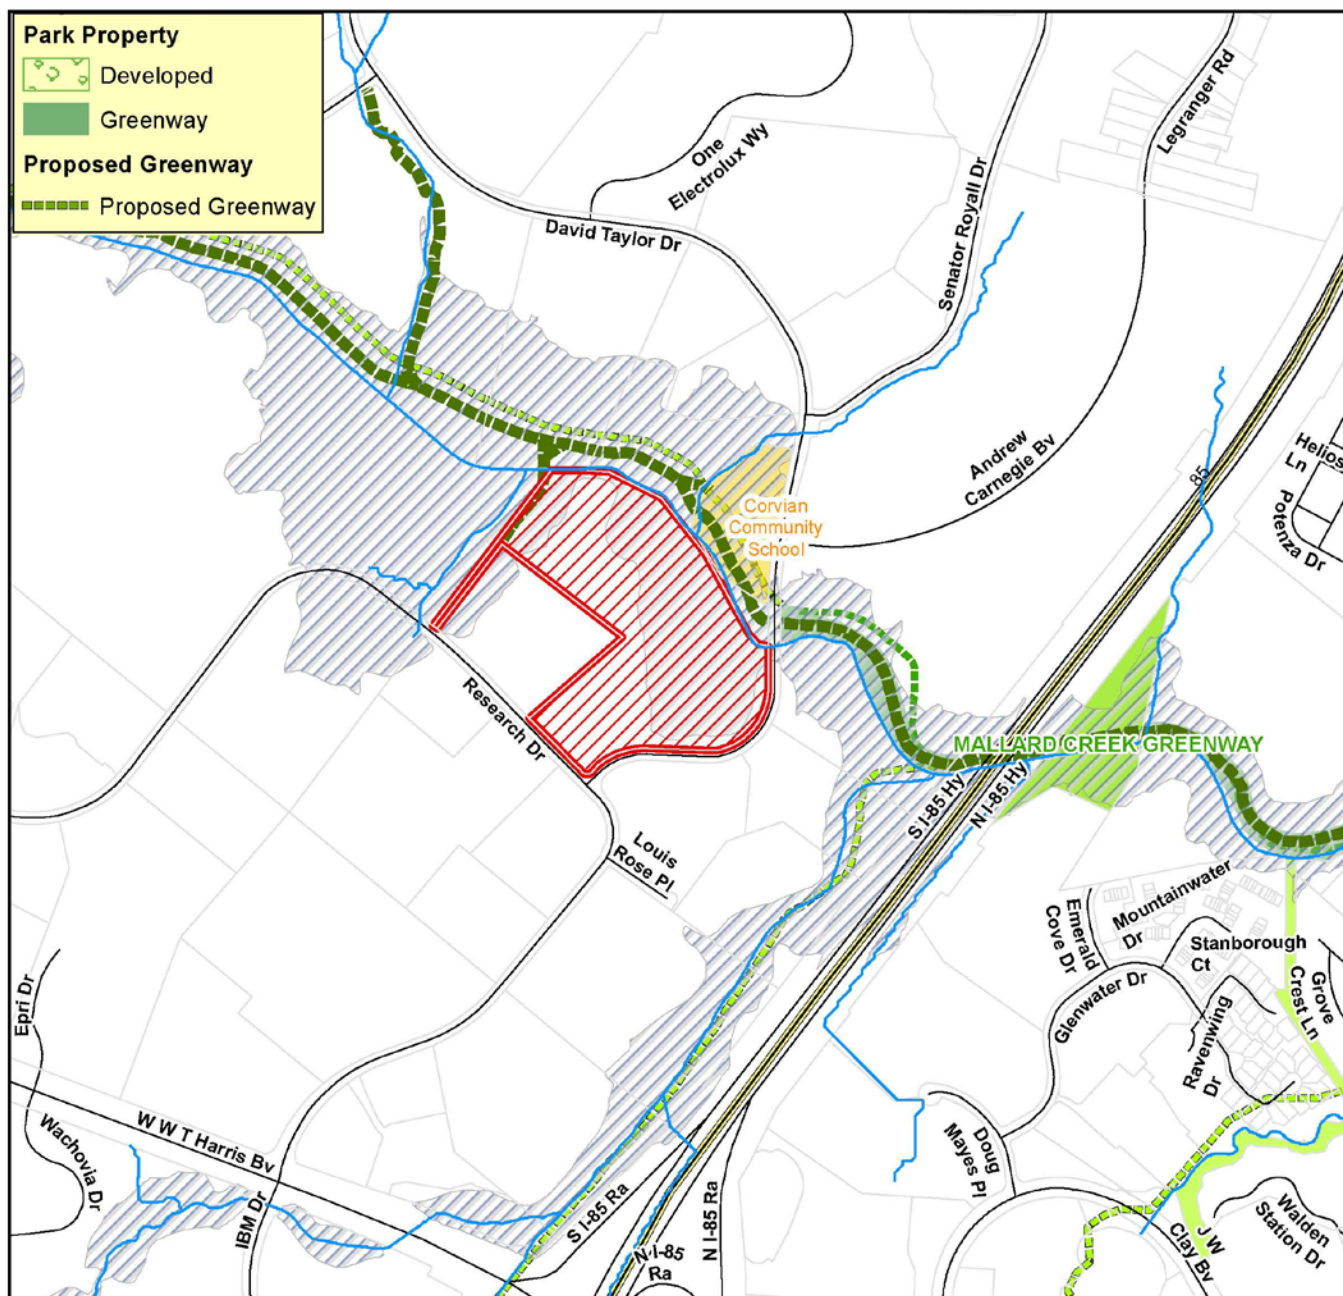 Park Property
Developed
Greenway
Proposed Greenway
Proposed Greenway
One
Electrolux Wy
David Taylor Dr
Senator Royall Dr
Legranger Rd
Andrew
Carnegie Bv
85
Helios
Ln
Potenza Dr
Corvian
Community
School
Research Dr
MALLARD CREEK GREENWAY
S I-85 Hy
N I-85 Hy
Louis
Rose Pl
Emerald
Cove Dr
Mountainwater
Dr
Stanborough
Ct
Grove
Crest Ln
Glenwater Dr
Ravenwing
Dr
Epri Dr
Wachovia Dr
W W T Harris Bv
IBM Dr
S I-85 Ra
N I-85
Ra
N I-85 Ra
Doug
Mayes Pl
J W
Clay Bv
Walden
Station Dr